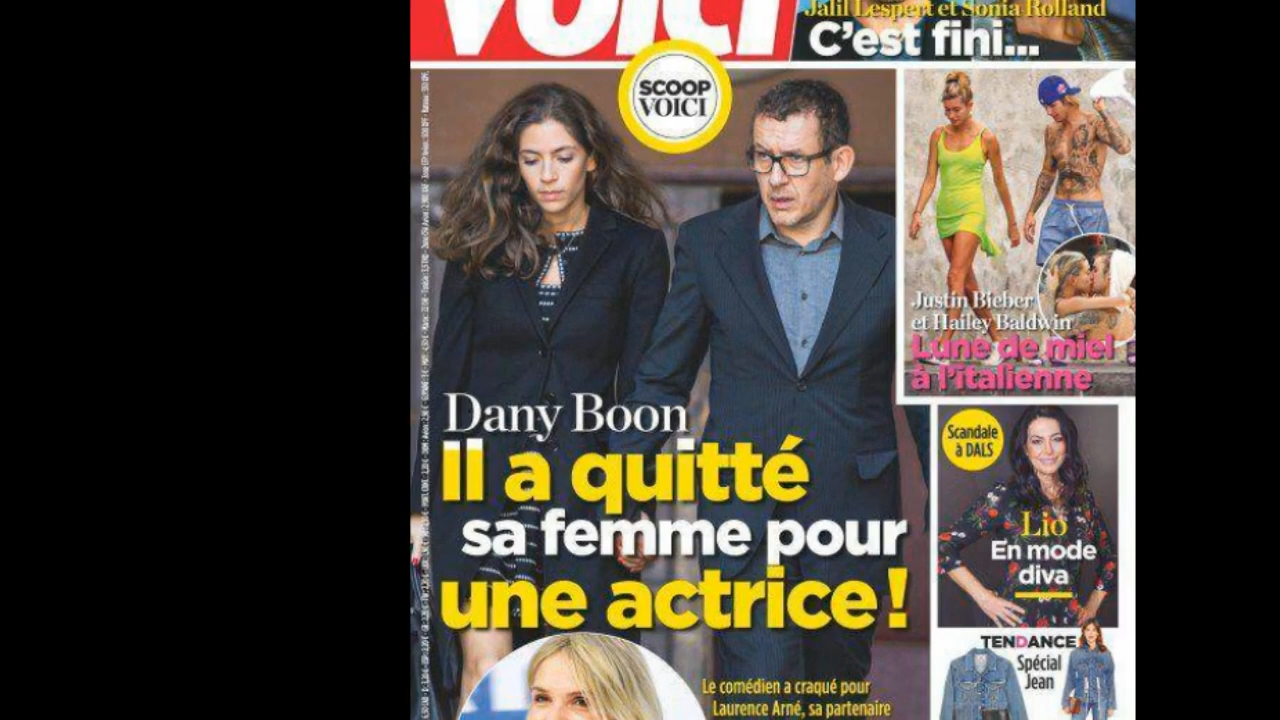 VOICI
Jalil Lespert et Sonia Rolland
C'est fini...
SCOOP
VOICI
Justin Bieber
et Hailey Baldwin
Lune de miel
à l'italienne
Dany Boon
Il a quitté
sa femme pour
une actrice !
Scandale
à DALS
Lio
En mode
diva
TENDANCE
Spécial
Jean
Le comédien a craqué pour
Laurence Arné, sa partenaire